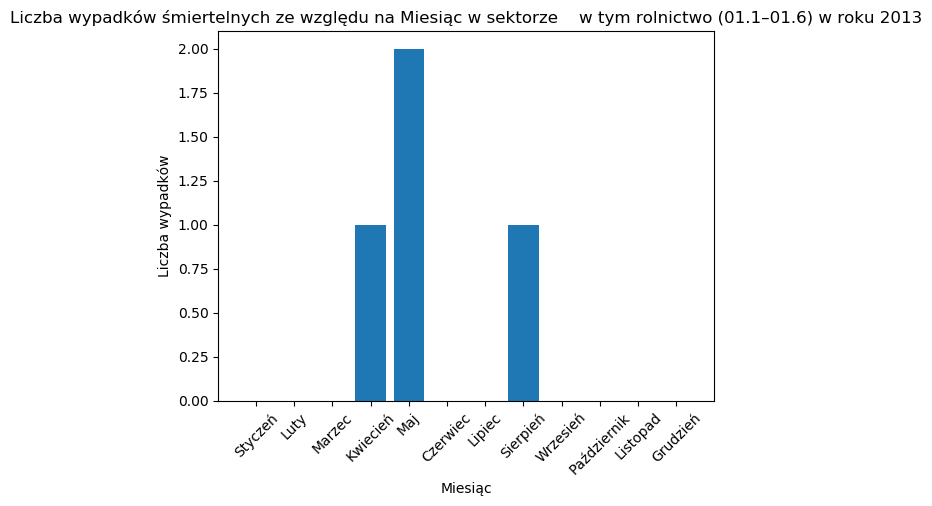 Liczba wypadków śmiertelnych ze względu na Miesiąc w sektorze    w tym rolnictwo (01.1–01.6) w roku 2013
2.00
1.75
1.50
1.25
1.00
0.75
0.50
0.25
0.00
Liczba wypadków
Styczeń
Luty
Marzec
Kwiecień
Maj
Czerwiec
Lipiec
Sierpień
Wrzesień
Październik
Listopad
Grudzień
Miesiąc